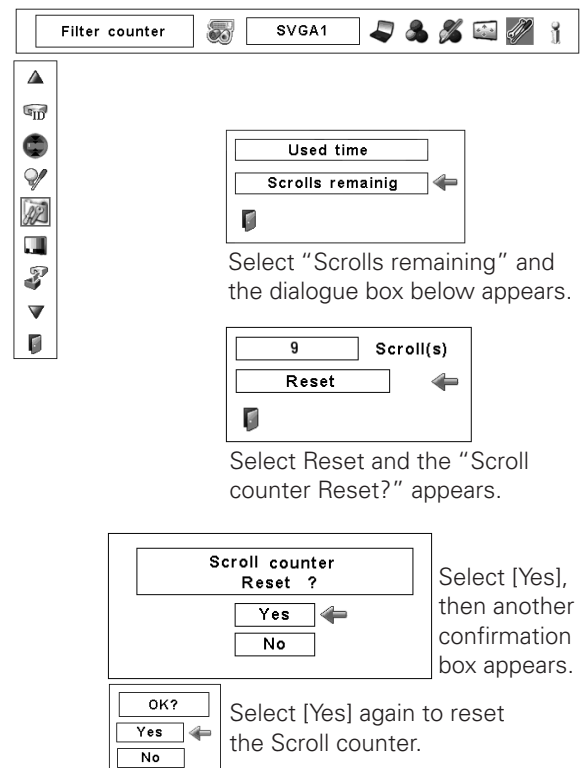 Filter counter
SVGA1
ID
Used time
Scrolls remainig
Select “Scrolls remaining” and
the dialogue box below appears.
9 Scroll(s)
Reset
Select Reset and the “Scroll
counter Reset?” appears.
Scroll counter
Reset ?
Yes
No
Select [Yes],
then another
confirmation
box appears.
OK?
Yes
No
Select [Yes] again to reset
the Scroll counter.